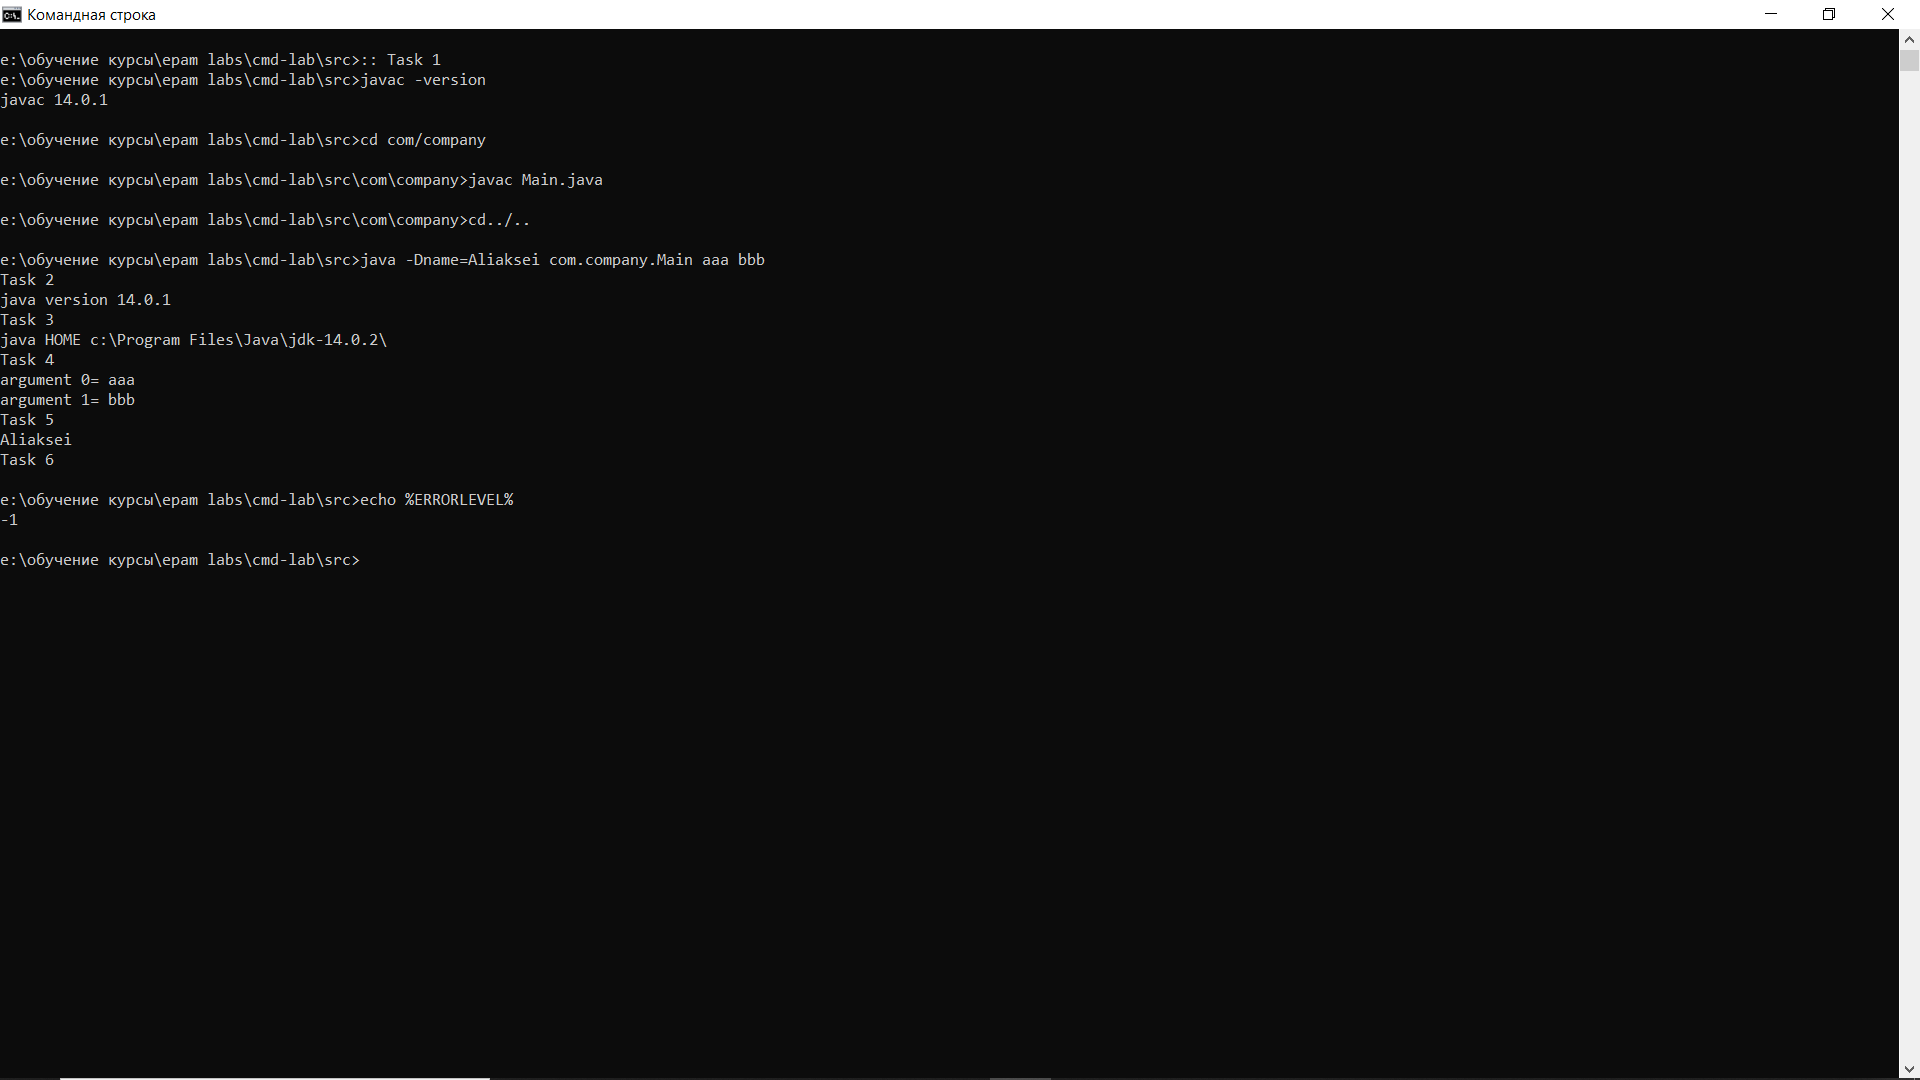 Командная строка
e:\обучение курсы\epam labs\cmd-lab\src>:: Task 1
e:\обучение курсы\epam labs\cmd-lab\src>javac -version
javac 14.0.1
e:\обучение курсы\epam labs\cmd-lab\src>cd com/company
e:\обучение курсы\epam labs\cmd-lab\src\com\company>javac Main.java
e:\обучение курсы\epam labs\cmd-lab\src\com\company>cd../..
e:\обучение курсы\epam labs\cmd-lab\src>java -Dname=Aliaksei com.company.Main aaa bbb
Task 2
java version 14.0.1
Task 3
java HOME c:\Program Files\Java\jdk-14.0.2\
Task 4
argument 0= aaa
argument 1= bbb
Task 5
Aliaksei
Task 6
e:\обучение курсы\epam labs\cmd-lab\src>echo %ERRORLEVEL%
-1
e:\обучение курсы\epam labs\cmd-lab\src>